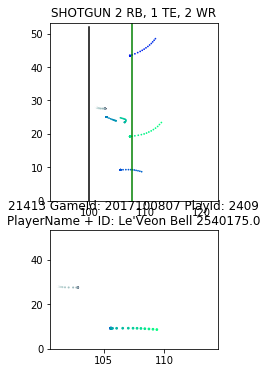 SHOTGUN 2 RB, 1 TE, 2 WR
50
40
30
20
10
0
100 110 120
21413 GameId: 2017100807 PlayId: 2409
PlayerName + ID: Le'Veon Bell 2540175.0
40
20
0
105 110